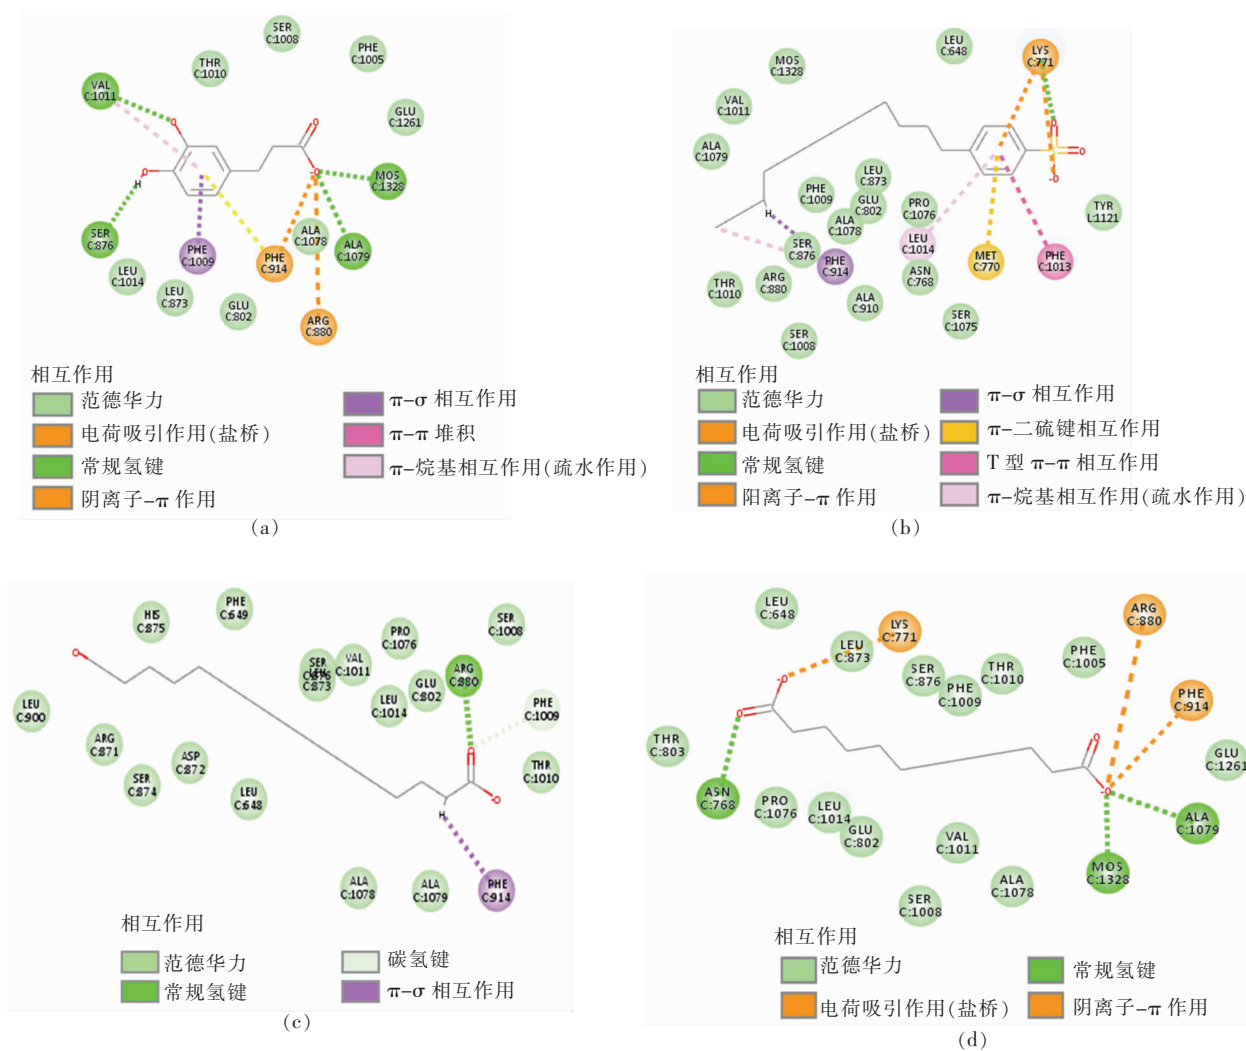 SER
C:1008
PHE
C:1005
THR
C:1010
VAL
C:1011
GLU
C:1261
O
O
H
O
-O
MOS
C:1328
SER
C:876
ALA
C:1078
ALA
C:1079
PHE
C:1009
PHE
C:914
LEU
C:1014
LEU
C:873
GLU
C:802
ARG
C:880
相互作用
范德华力
电荷吸引作用(盐桥)
常规氢键
阴离子-π 作用
π-σ 相互作用
π-π 堆积
π-烷基相互作用(疏水作用)
(a)
LEU
C:648
LYS
C:771
MOS
C:1328
VAL
C:1011
ALA
C:1079
O
S
O
-O
LEU
C:873
PHE
C:1009
GLU
C:802
ALA
C:1078
PRO
C:1076
TYR
L:1121
H
SER
C:876
LEU
C:1014
PHE
C:914
ASN
C:768
MET
C:770
PHE
C:1013
THR
C:1010
ARG
C:880
ALA
C:910
SER
C:1075
SER
C:1008
相互作用
范德华力
电荷吸引作用(盐桥)
常规氢键
阳离子-π 作用
π-σ 相互作用
π-二硫键相互作用
T 型 π-π 相互作用
π-烷基相互作用(疏水作用)
(b)
HIS
C:875
PHE
C:649
SER
C:1008
PRO
C:1076
O
SER
C:876
LEU
C:873
VAL
C:1011
ARG
C:880
GLU
C:802
LEU
C:1014
LEU
C:900
PHE
C:1009
ARG
C:871
SER
C:874
ASP
C:872
LEU
C:648
THR
C:1010
O
-O
H
ALA
C:1078
ALA
C:1079
PHE
C:914
相互作用
范德华力
常规氢键
碳氢键
π-σ 相互作用
(c)
LEU
C:648
LYS
C:771
ARG
C:880
LEU
C:873
SER
C:876
PHE
C:1009
THR
C:1010
PHE
C:1005
PHE
C:914
-O
O
THR
C:803
GLU
C:1261
O
-O
ASN
C:768
PRO
C:1076
LEU
C:1014
GLU
C:802
VAL
C:1011
ALA
C:1079
MOS
C:1328
ALA
C:1078
SER
C:1008
相互作用
范德华力
电荷吸引作用(盐桥)
常规氢键
阴离子-π 作用
(d)